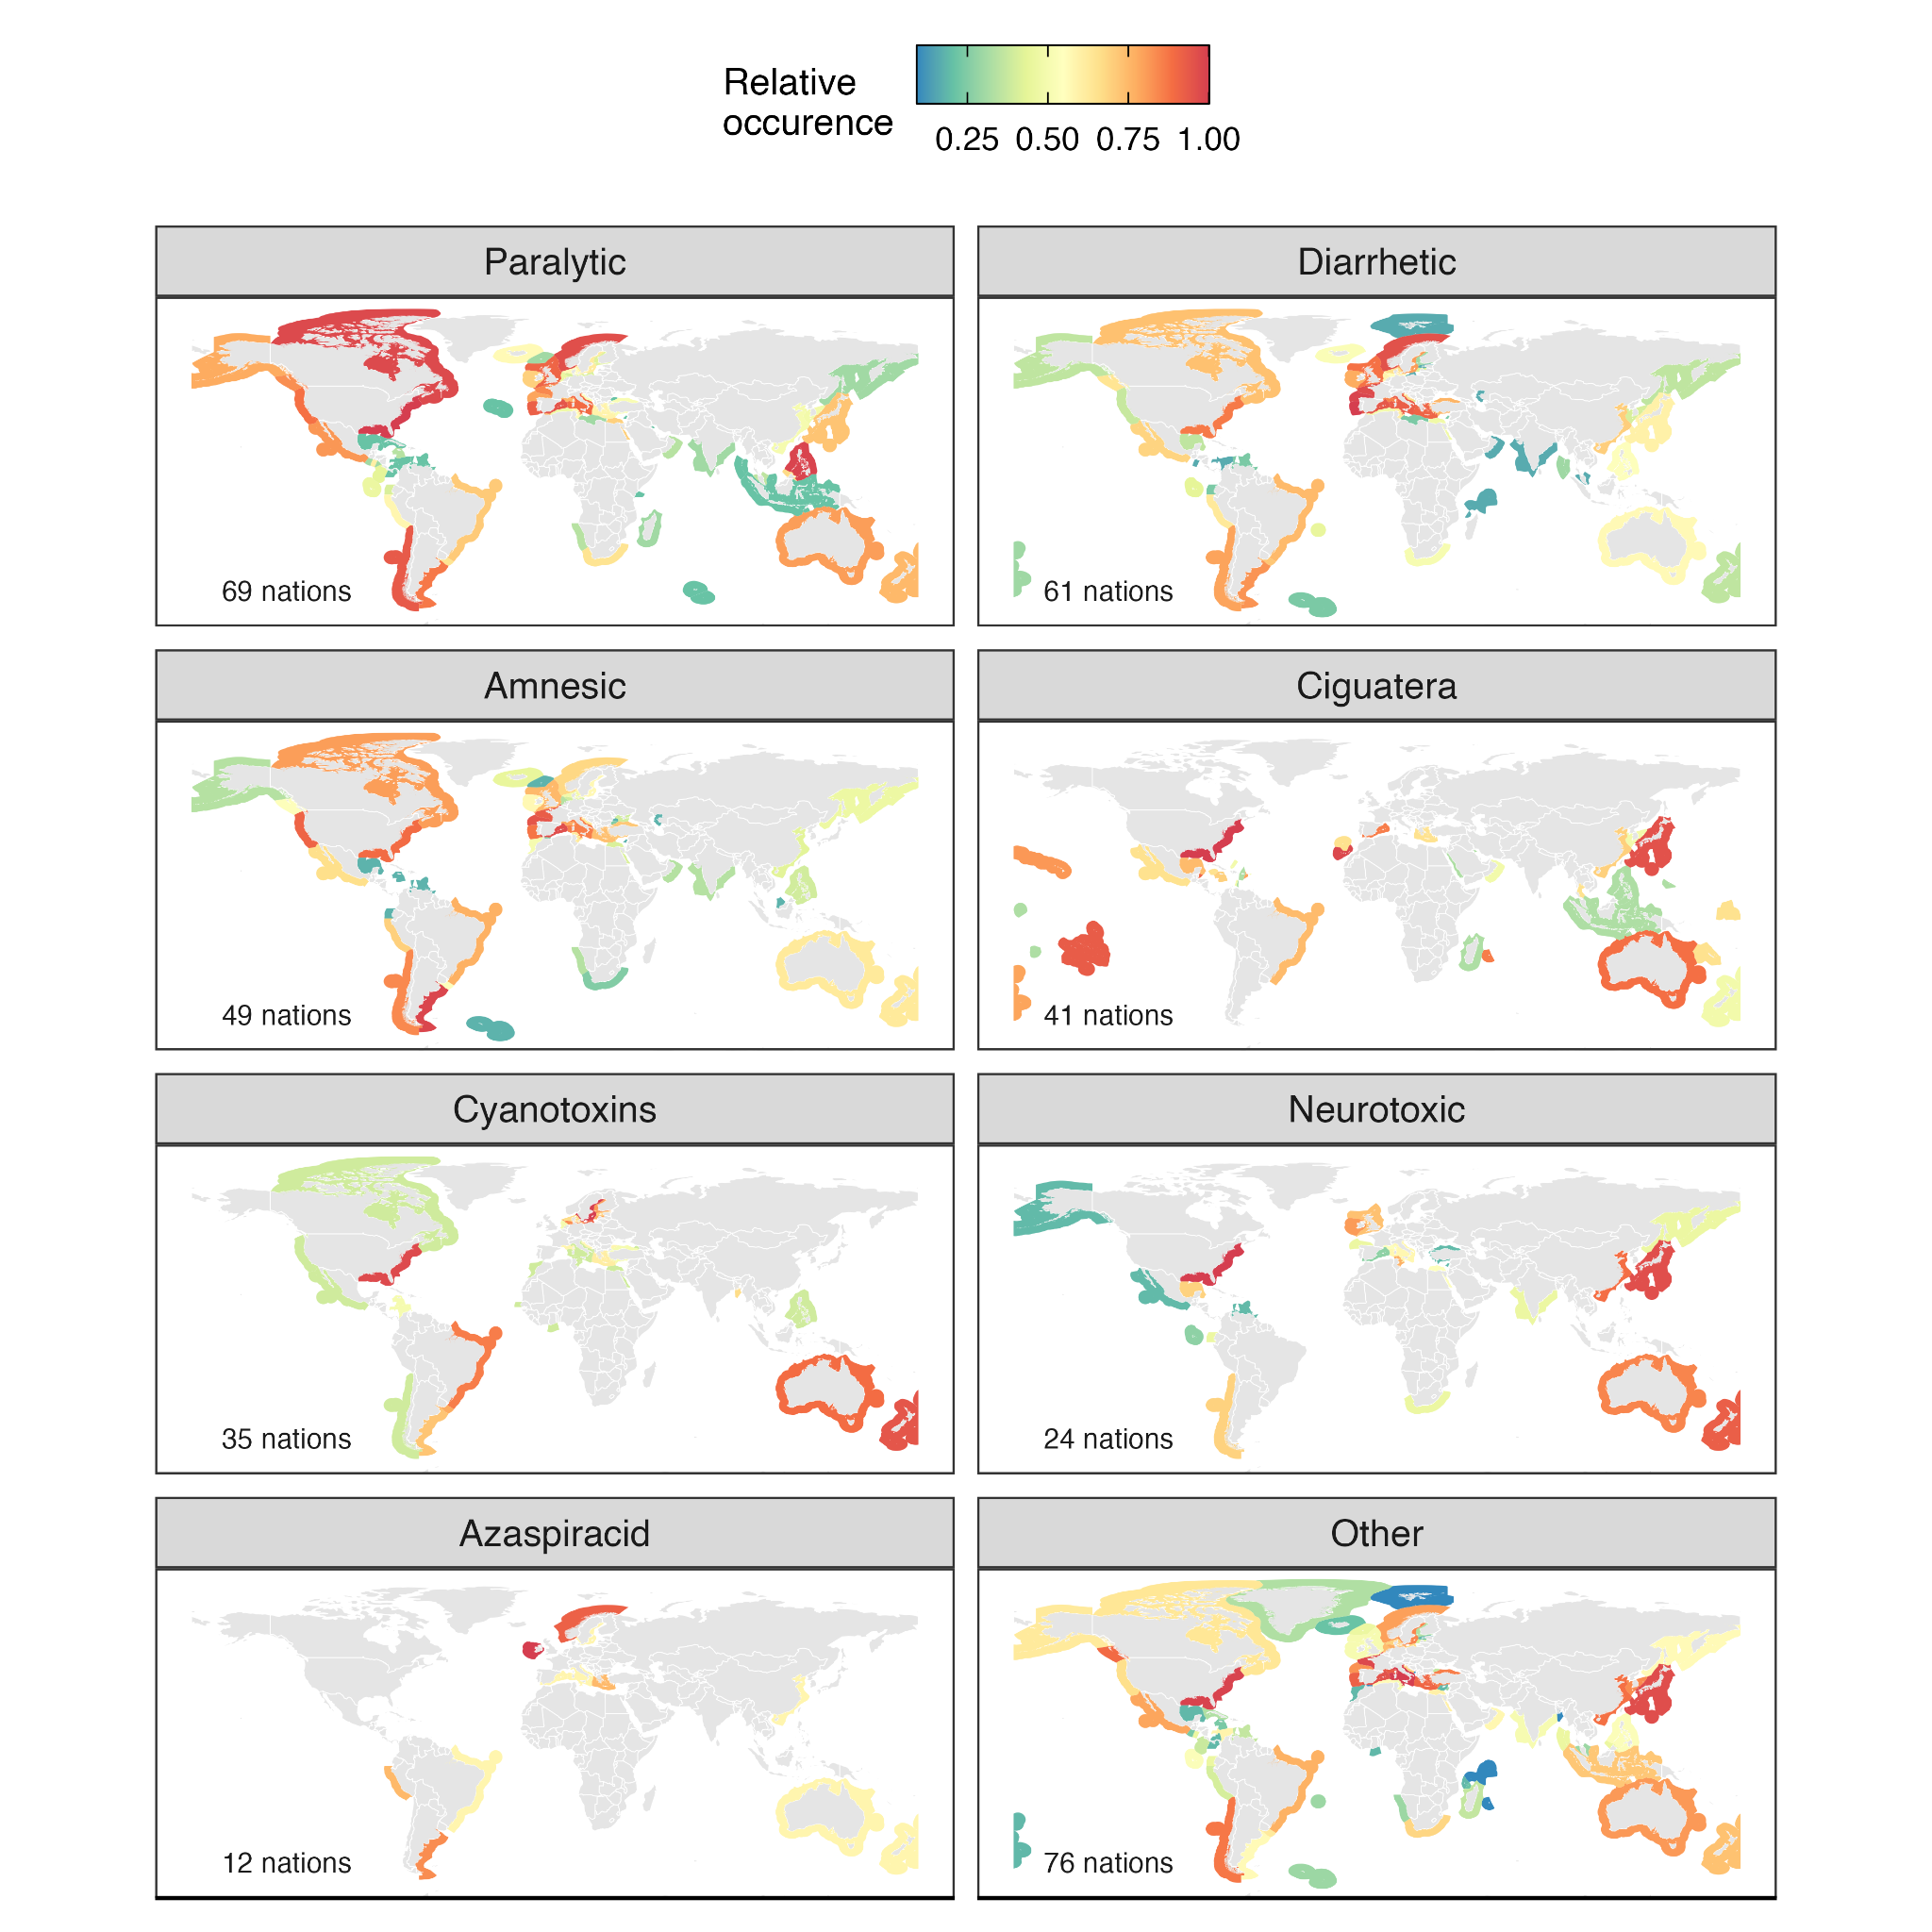 Relative
occurence
0.25 0.50 0.75 1.00
Paralytic
69 nations
Diarrhetic
61 nations
Amnesic
49 nations
Ciguatera
41 nations
Cyanotoxins
35 nations
Neurotoxic
24 nations
Azaspiracid
12 nations
Other
76 nations